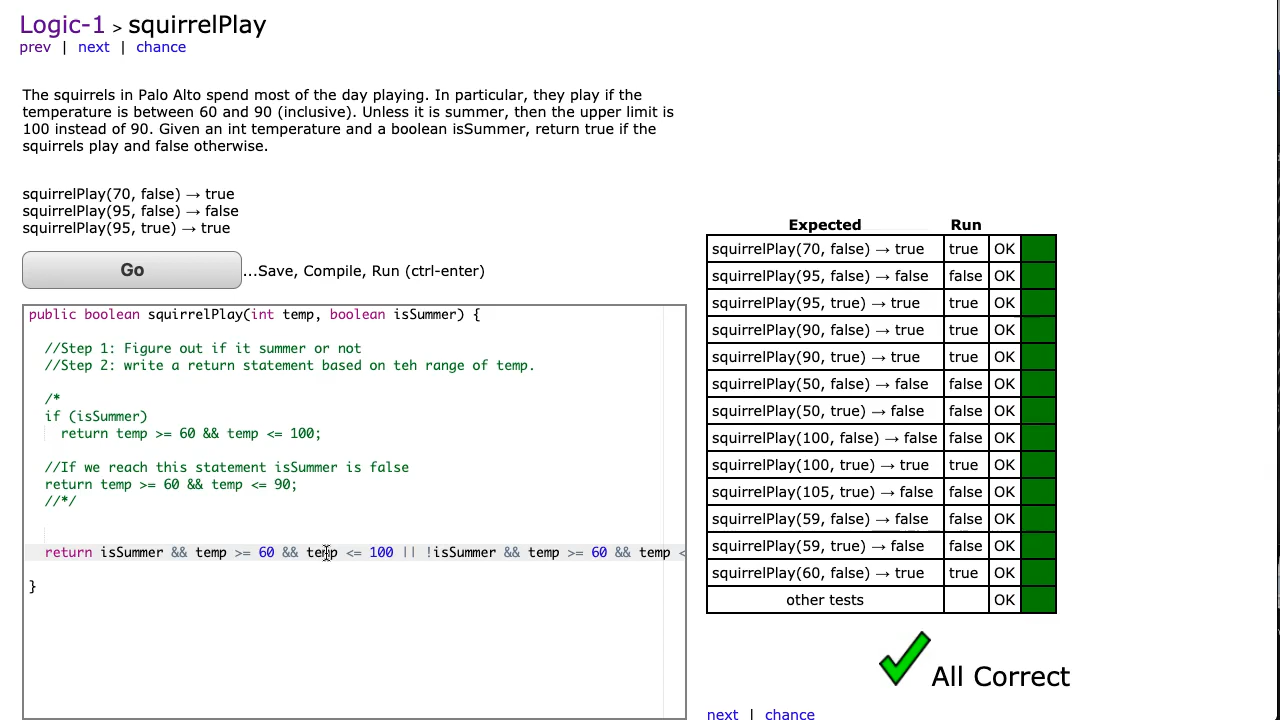 Logic-1 > squirrelPlay
prev | next | chance
The squirrels in Palo Alto spend most of the day playing. In particular, they play if the
temperature is between 60 and 90 (inclusive). Unless it is summer, then the upper limit is
100 instead of 90. Given an int temperature and a boolean isSummer, return true if the
squirrels play and false otherwise.
squirrelPlay(70, false) → true
squirrelPlay(95, false) → false
squirrelPlay(95, true) → true
Go ...Save, Compile, Run (ctrl-enter)
public boolean squirrelPlay(int temp, boolean isSummer) {
//Step 1: Figure out if it summer or not
//Step 2: write a return statement based on teh range of temp.
/*
if (isSummer)
return temp >= 60 && temp <= 100;
//If we reach this statement isSummer is false
return temp >= 60 && temp <= 90;
//*/
return isSummer && temp >= 60 && temp <= 100 || !isSummer && temp >= 60 && temp <
}
Expected Run
squirrelPlay(70, false) → true true OK
squirrelPlay(95, false) → false false OK
squirrelPlay(95, true) → true true OK
squirrelPlay(90, false) → true true OK
squirrelPlay(90, true) → true true OK
squirrelPlay(50, false) → false false OK
squirrelPlay(50, true) → false false OK
squirrelPlay(100, false) → false false OK
squirrelPlay(100, true) → true true OK
squirrelPlay(105, true) → false false OK
squirrelPlay(59, false) → false false OK
squirrelPlay(59, true) → false false OK
squirrelPlay(60, false) → true true OK
other tests OK
All Correct
next | chance